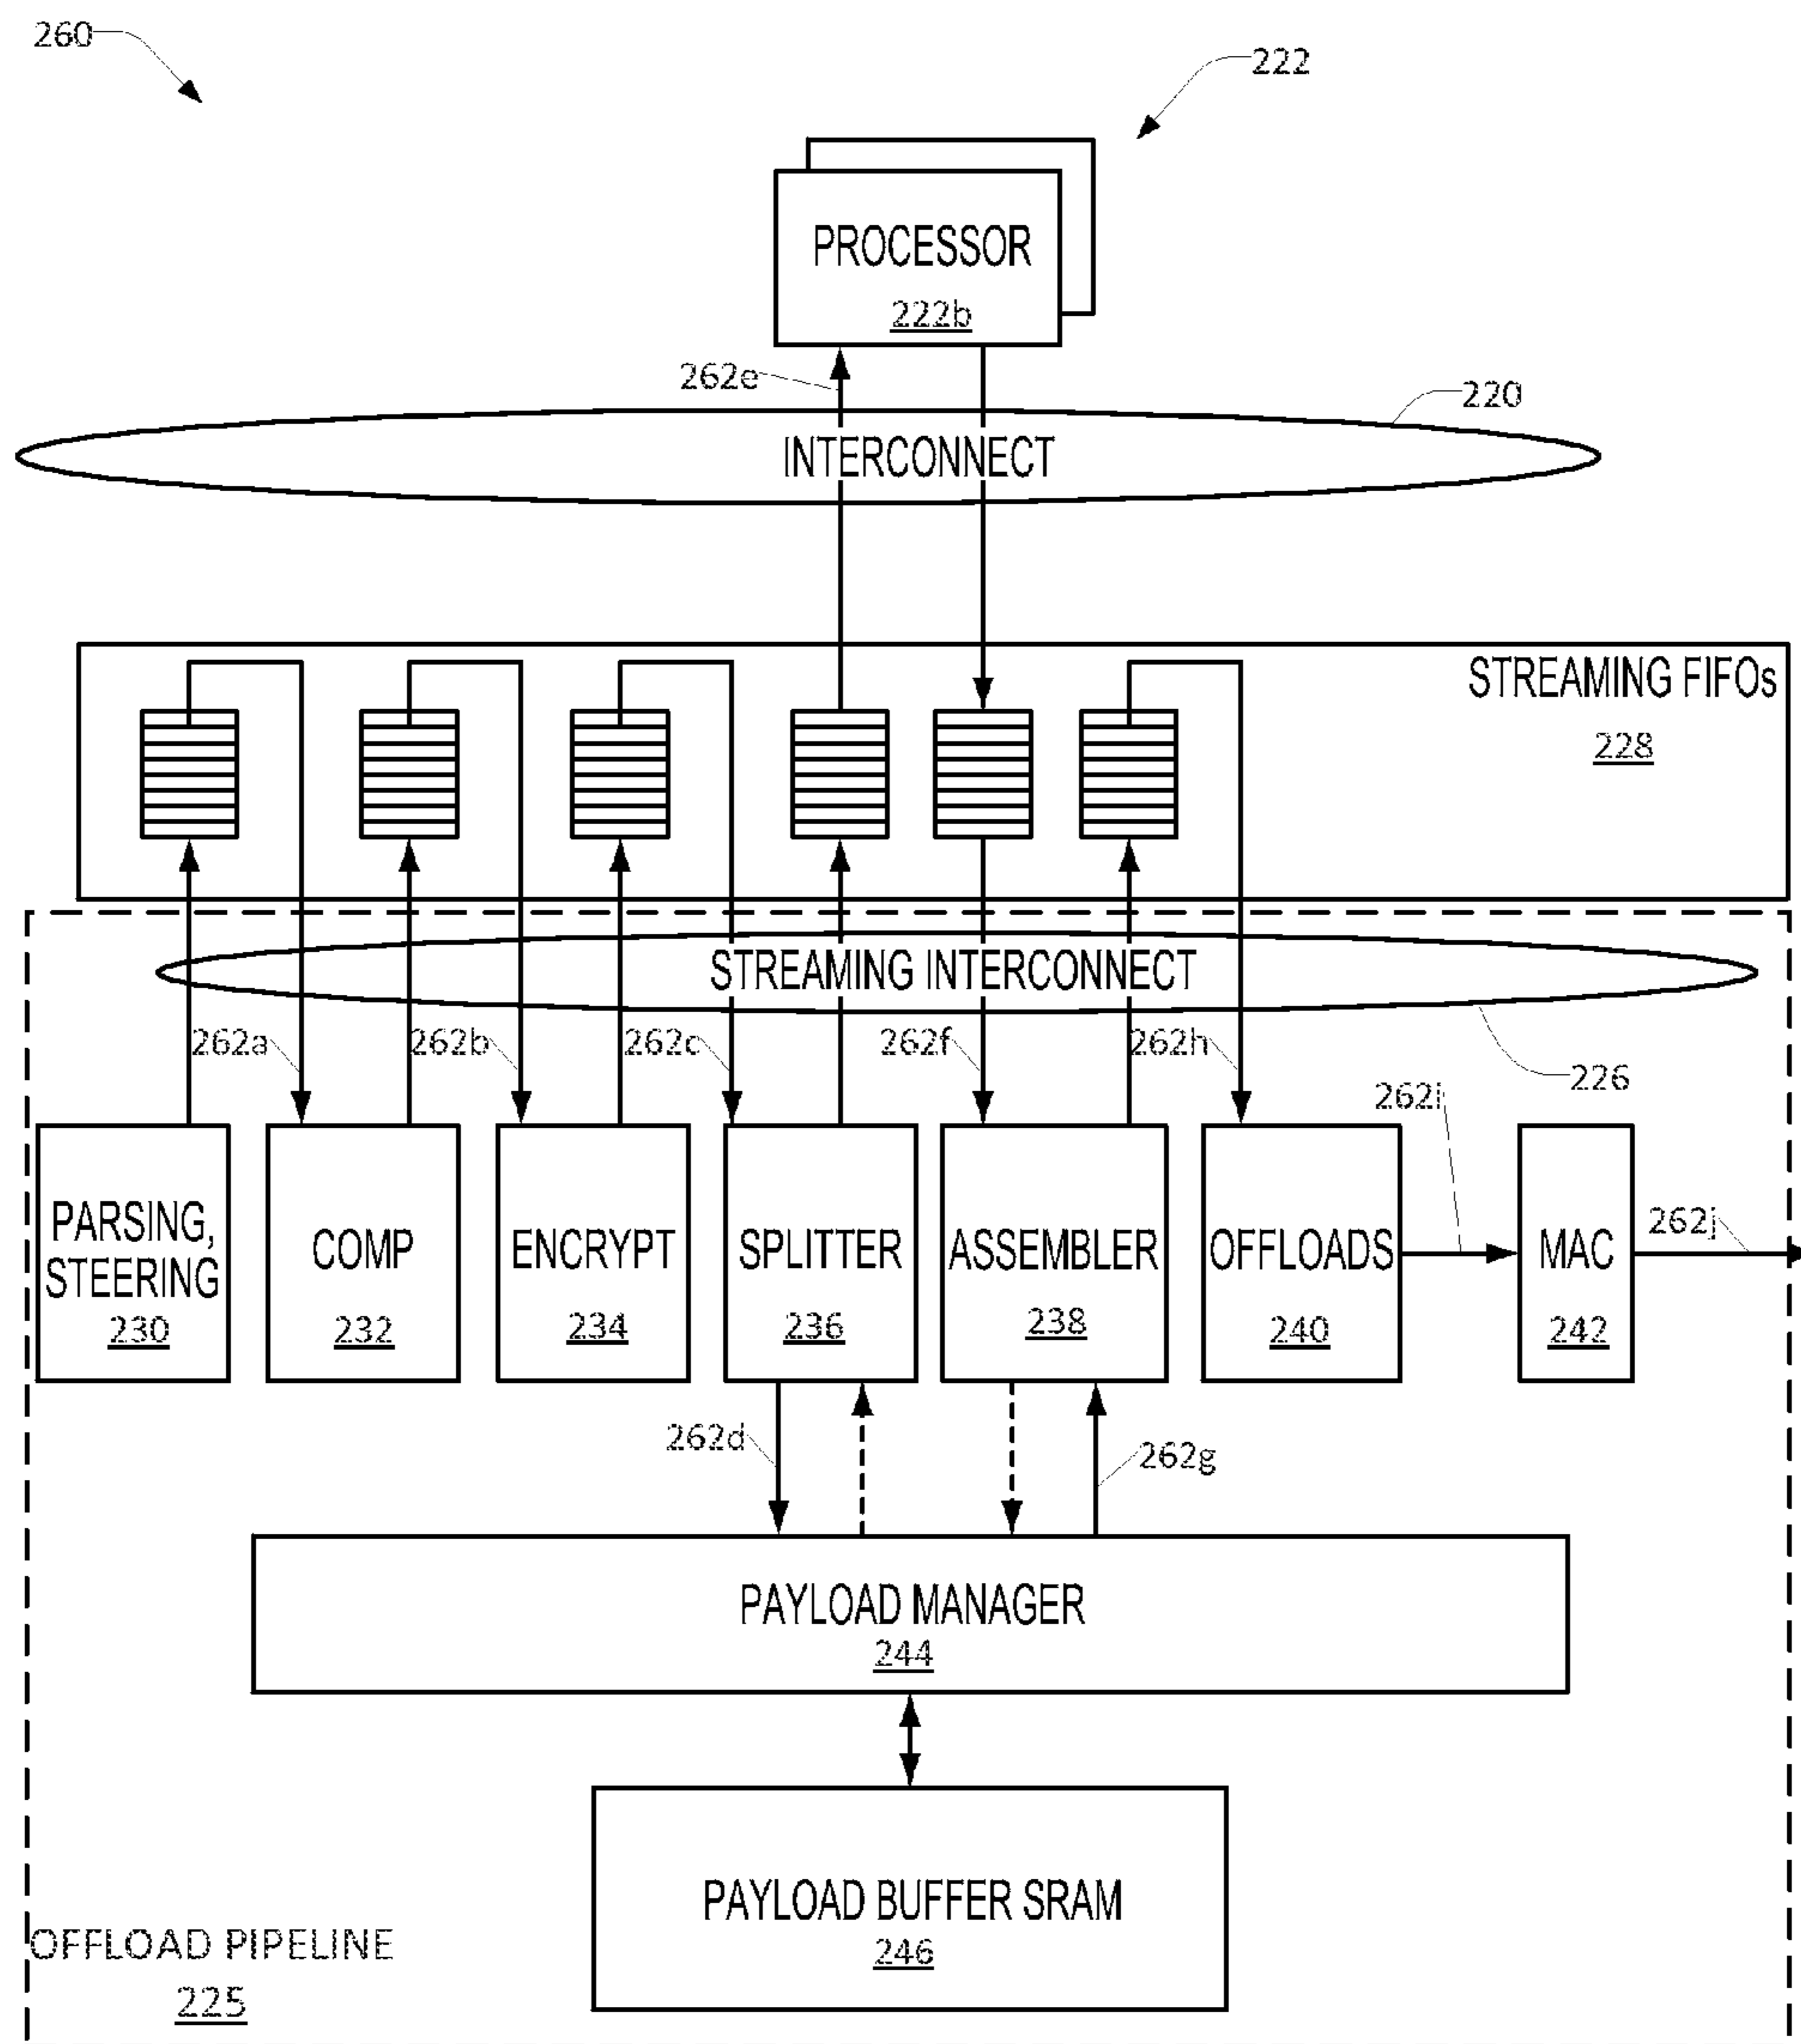 260
222
PROCESSOR
222b
262e
220
INTERCONNECT
STREAMING FIFOs
228
STREAMING INTERCONNECT
262a
262b
262c
262f
262h
226
262i
PARSING,
STEERING
230
COMP
232
ENCRYPT
234
SPLITTER
236
ASSEMBLER
238
OFFLOADS
240
MAC
242
262j
262d
262g
PAYLOAD MANAGER
244
PAYLOAD BUFFER SRAM
246
OFFLOAD PIPELINE
225